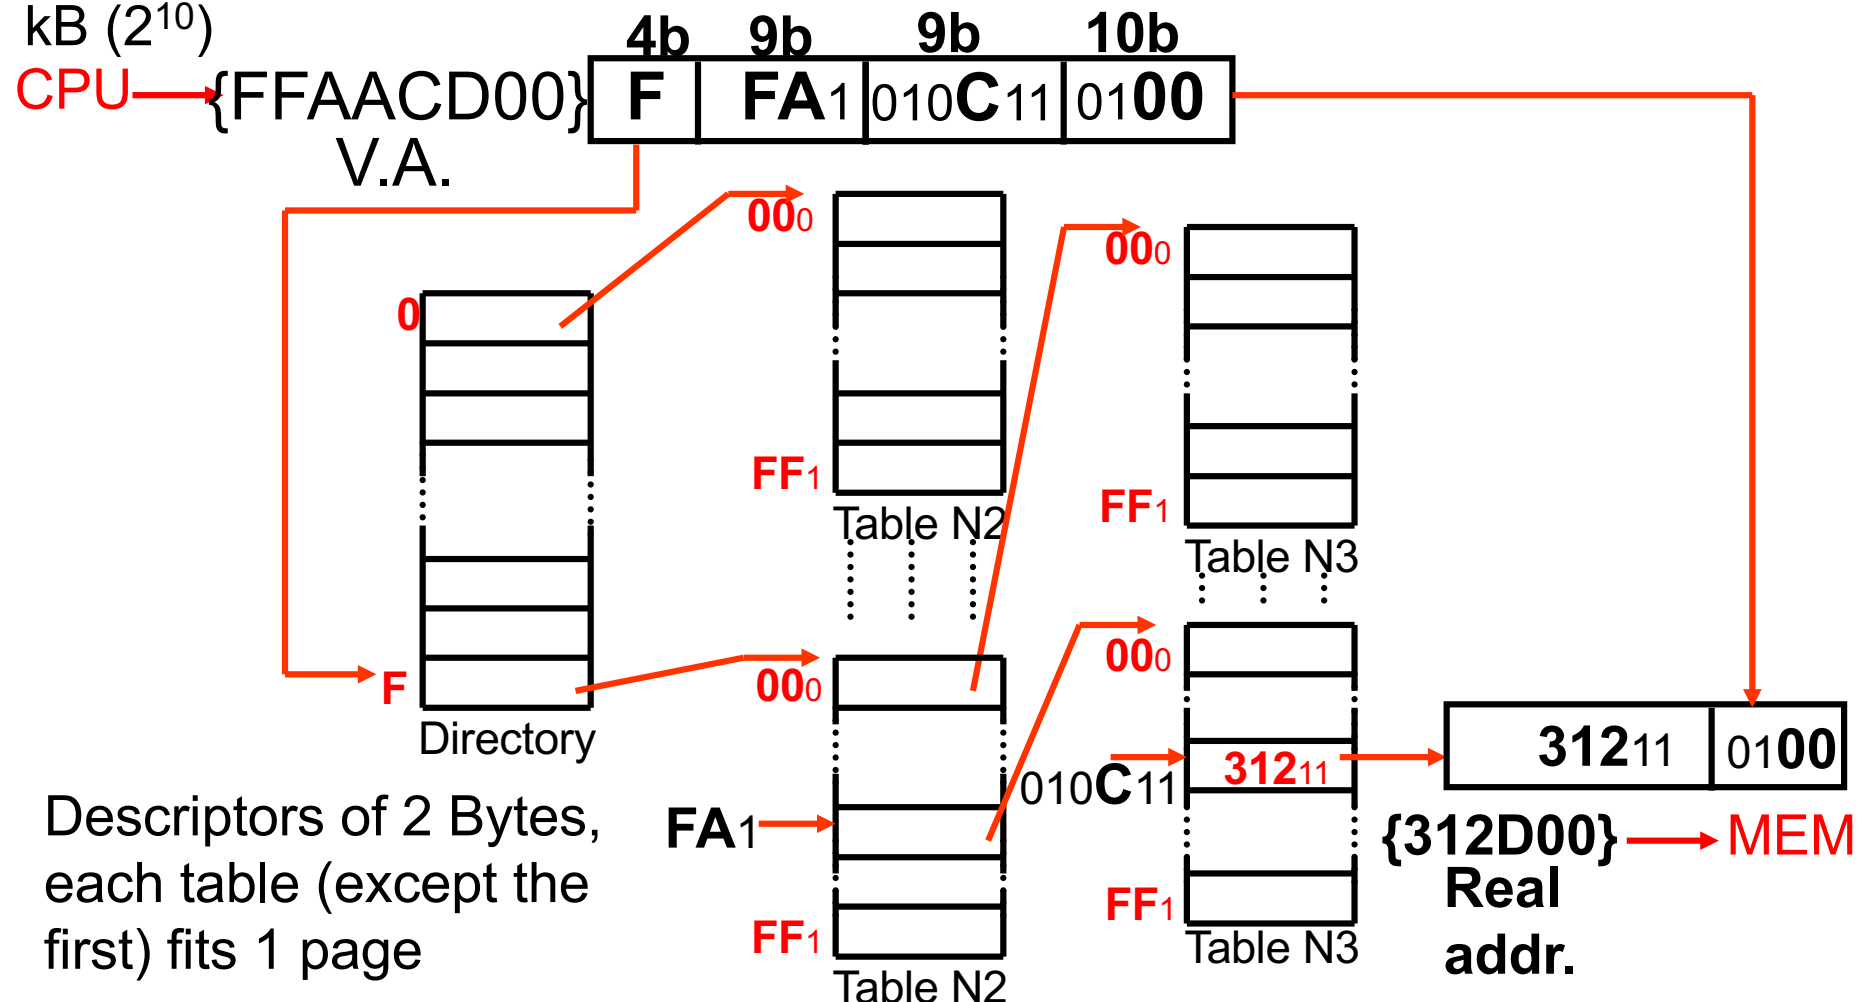 kB (2¹⁰)
4b 9b 9b 10b
CPU {FFAACD00} F FA1 010C11 0100
V.A.
000
000
0
FF1
FF1
Table N2
Table N3
000
000
F
Directory
010C11 31211
31211 0100
FA1
{312D00} MEM
Real
addr.
FF1
FF1
Table N3
Table N2
Descriptors of 2 Bytes,
each table (except the
first) fits 1 page